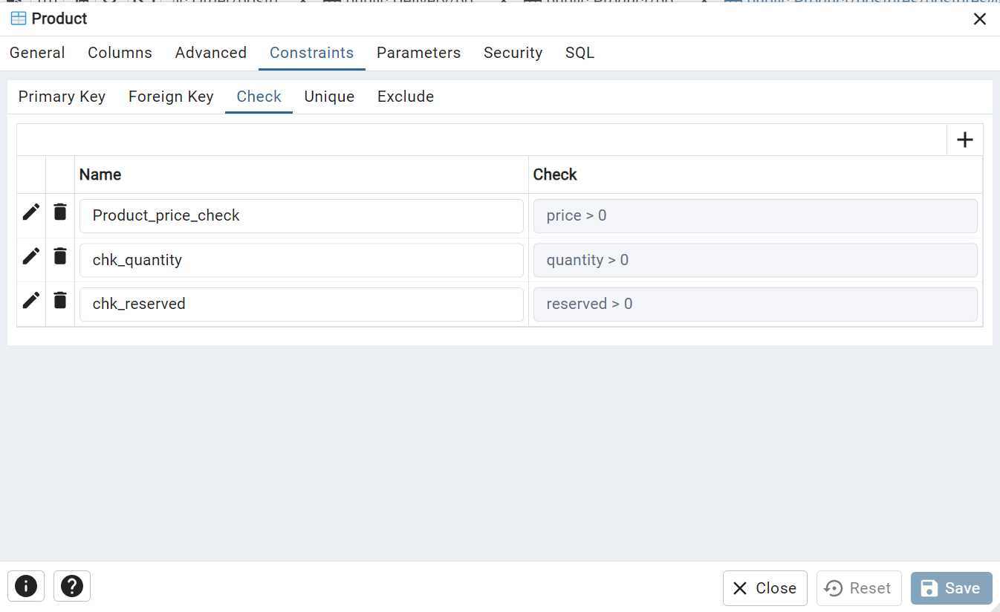 Product
General Columns Advanced Constraints Parameters Security SQL
Primary Key Foreign Key Check Unique Exclude
Name Check
Product_price_check price > 0
chk_quantity quantity > 0
chk_reserved reserved > 0
Close Reset Save